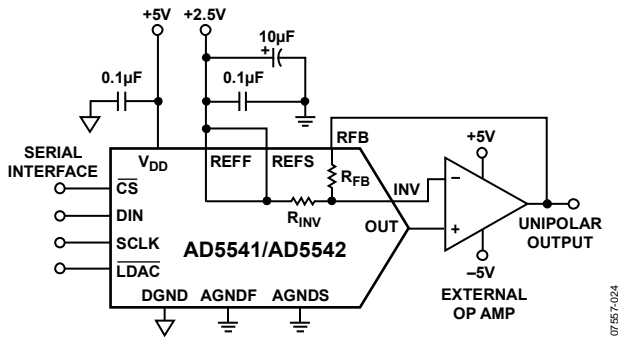 +5V
+2.5V
10µF
+
0.1µF
0.1µF
RFB
+5V
SERIAL
INTERFACE
VDD
REFF
REFS
RFB
INV
CS
RINV
−
OUT
+
DIN
SCLK
LDAC
AD5541/AD5542
UNIPOLAR
OUTPUT
–5V
DGND
AGNDF
AGNDS
EXTERNAL
OP AMP
07557-024